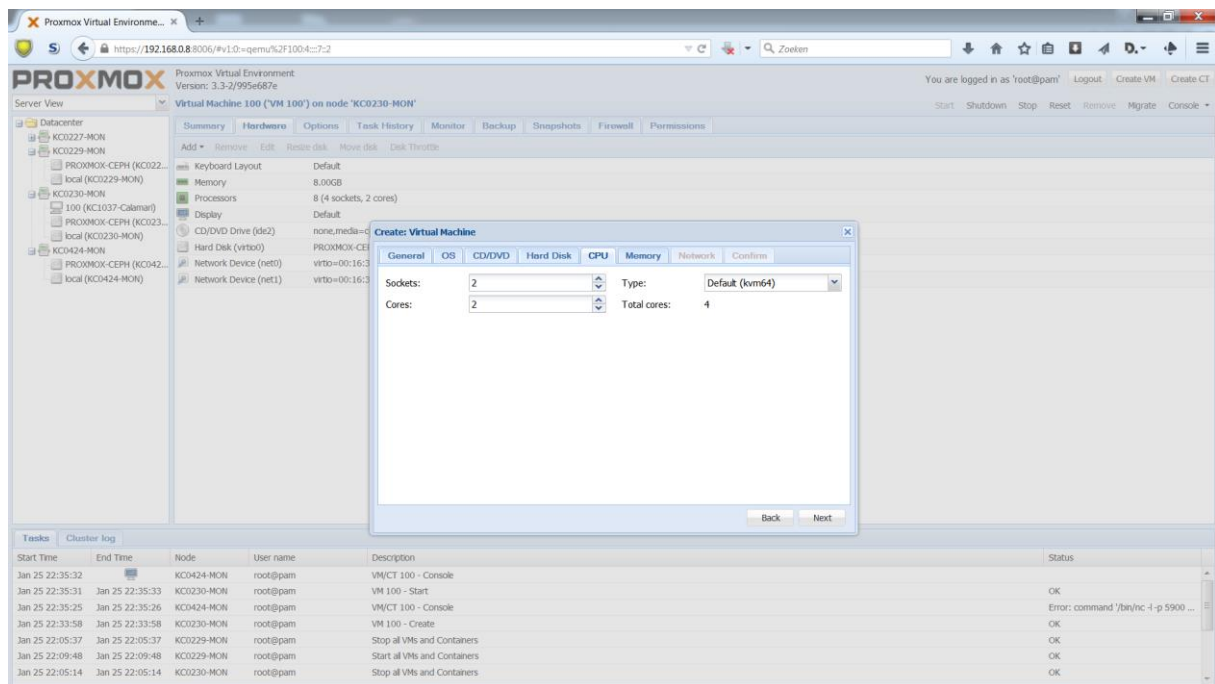 Proxmox Virtual Environme... × +
https://192.168.0.8:8006/#v1:0:=qemu%2F100:4::::7::2
Zoeken
PROXMOX
Proxmox Virtual Environment
Version: 3.3-2/995e687e
You are logged in as 'root@pam' Logout Create VM Create CT
Server View
Virtual Machine 100 ('VM 100') on node 'KC0230-MON'
Start Shutdown Stop Reset Remove Migrate Console
Datacenter
KC0227-MON
KC0229-MON
PROXMOX-CEPH (KC022...
local (KC0229-MON)
KC0230-MON
100 (KC1037-Calamari)
PROXMOX-CEPH (KC023...
local (KC0230-MON)
KC0424-MON
PROXMOX-CEPH (KC042...
local (KC0424-MON)
Summary Hardware Options Task History Monitor Backup Snapshots Firewall Permissions
Add Remove Edit Resize disk Move disk Disk Throttle
Keyboard Layout Default
Memory 8.00GB
Processors 8 (4 sockets, 2 cores)
Display Default
CD/DVD Drive (ide2) none,media=c
Hard Disk (virtio0) PROXMOX-CE
Network Device (net0) virtio=00:16:3
Network Device (net1) virtio=00:16:3
Create: Virtual Machine
General OS CD/DVD Hard Disk CPU Memory Network Confirm
Sockets: 2 Type: Default (kvm64)
Cores: 2 Total cores: 4
Back Next
Tasks Cluster log
Start Time End Time Node User name Description Status
Jan 25 22:35:32 KC0424-MON root@pam VM/CT 100 - Console
Jan 25 22:35:31 Jan 25 22:35:33 KC0230-MON root@pam VM 100 - Start OK
Jan 25 22:35:25 Jan 25 22:35:26 KC0424-MON root@pam VM/CT 100 - Console Error: command '/bin/nc -l -p 5900 ...
Jan 25 22:33:58 Jan 25 22:33:58 KC0230-MON root@pam VM 100 - Create OK
Jan 25 22:05:37 Jan 25 22:05:37 KC0229-MON root@pam Stop all VMs and Containers OK
Jan 25 22:09:48 Jan 25 22:09:48 KC0229-MON root@pam Start all VMs and Containers OK
Jan 25 22:05:14 Jan 25 22:05:14 KC0230-MON root@pam Stop all VMs and Containers OK